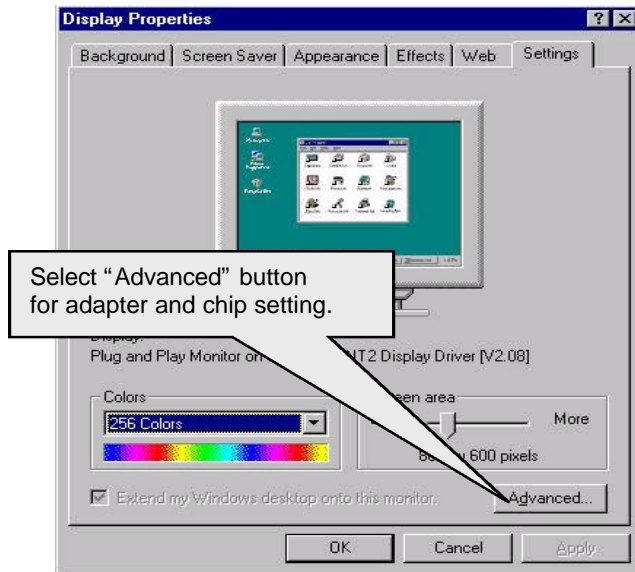 Display Properties
Background Screen Saver Appearance Effects Web Settings
Select “Advanced” button
for adapter and chip setting.
Display:
Plug and Play Monitor on NT2 Display Driver [V2.08]
Colors
256 Colors
area
More
600 pixels
Extend my Windows desktop onto this monitor.
Advanced...
OK Cancel Apply